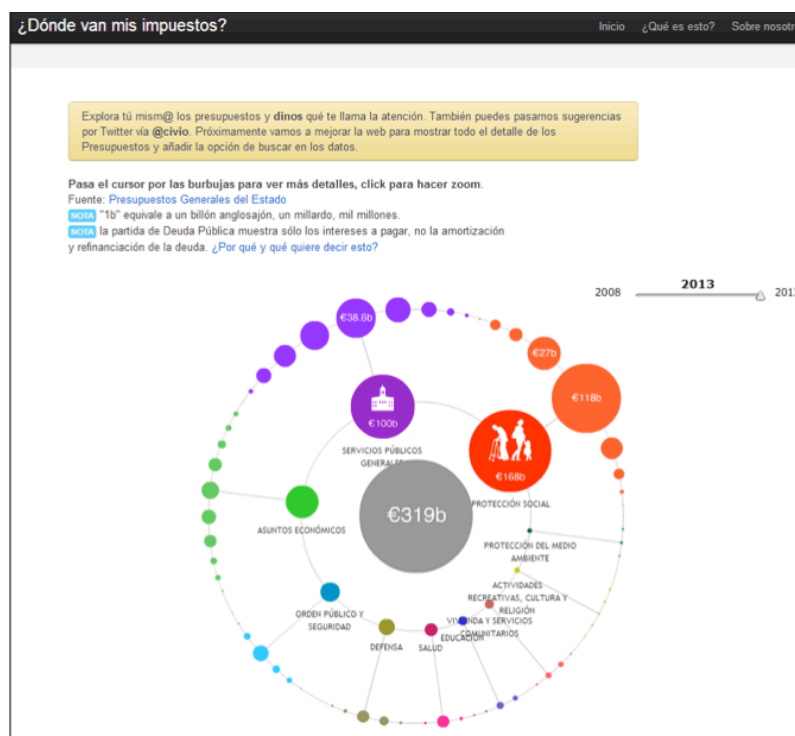 ¿Dónde van mis impuestos?
Inicio ¿Qué es esto? Sobre nosotr
Explora tú mism@ los presupuestos y dinos qué te llama la atención. También puedes pasarnos sugerencias
por Twitter vía @civio. Próximamente vamos a mejorar la web para mostrar todo el detalle de los
Presupuestos y añadir la opción de buscar en los datos.
Pasa el cursor por las burbujas para ver más detalles, click para hacer zoom.
Fuente: Presupuestos Generales del Estado
NOTA "1b" equivale a un billón anglosajón, un millardo, mil millones.
NOTA la partida de Deuda Pública muestra sólo los intereses a pagar, no la amortización
y refinanciación de la deuda. ¿Por qué y qué quiere decir esto?
2008 2013 201
€38.6b
€27b
€118b
€100b
SERVICIOS PÚBLICOS
GENERALE
€168b
PROTECCIÓN SOCIAL
€319b
ASUNTOS ECONÓMICOS
PROTECCIÓN DEL MEDIO
AMBIENTE
ACTIVIDADES
RECREATIVAS, CULTURA Y
RELIGIÓN
ORDEN PÚBLICO Y
SEGURIDAD
VIVIENDA Y SERVICIOS
COMUNITARIOS
EDUCACIÓN
DEFENSA
SALUD